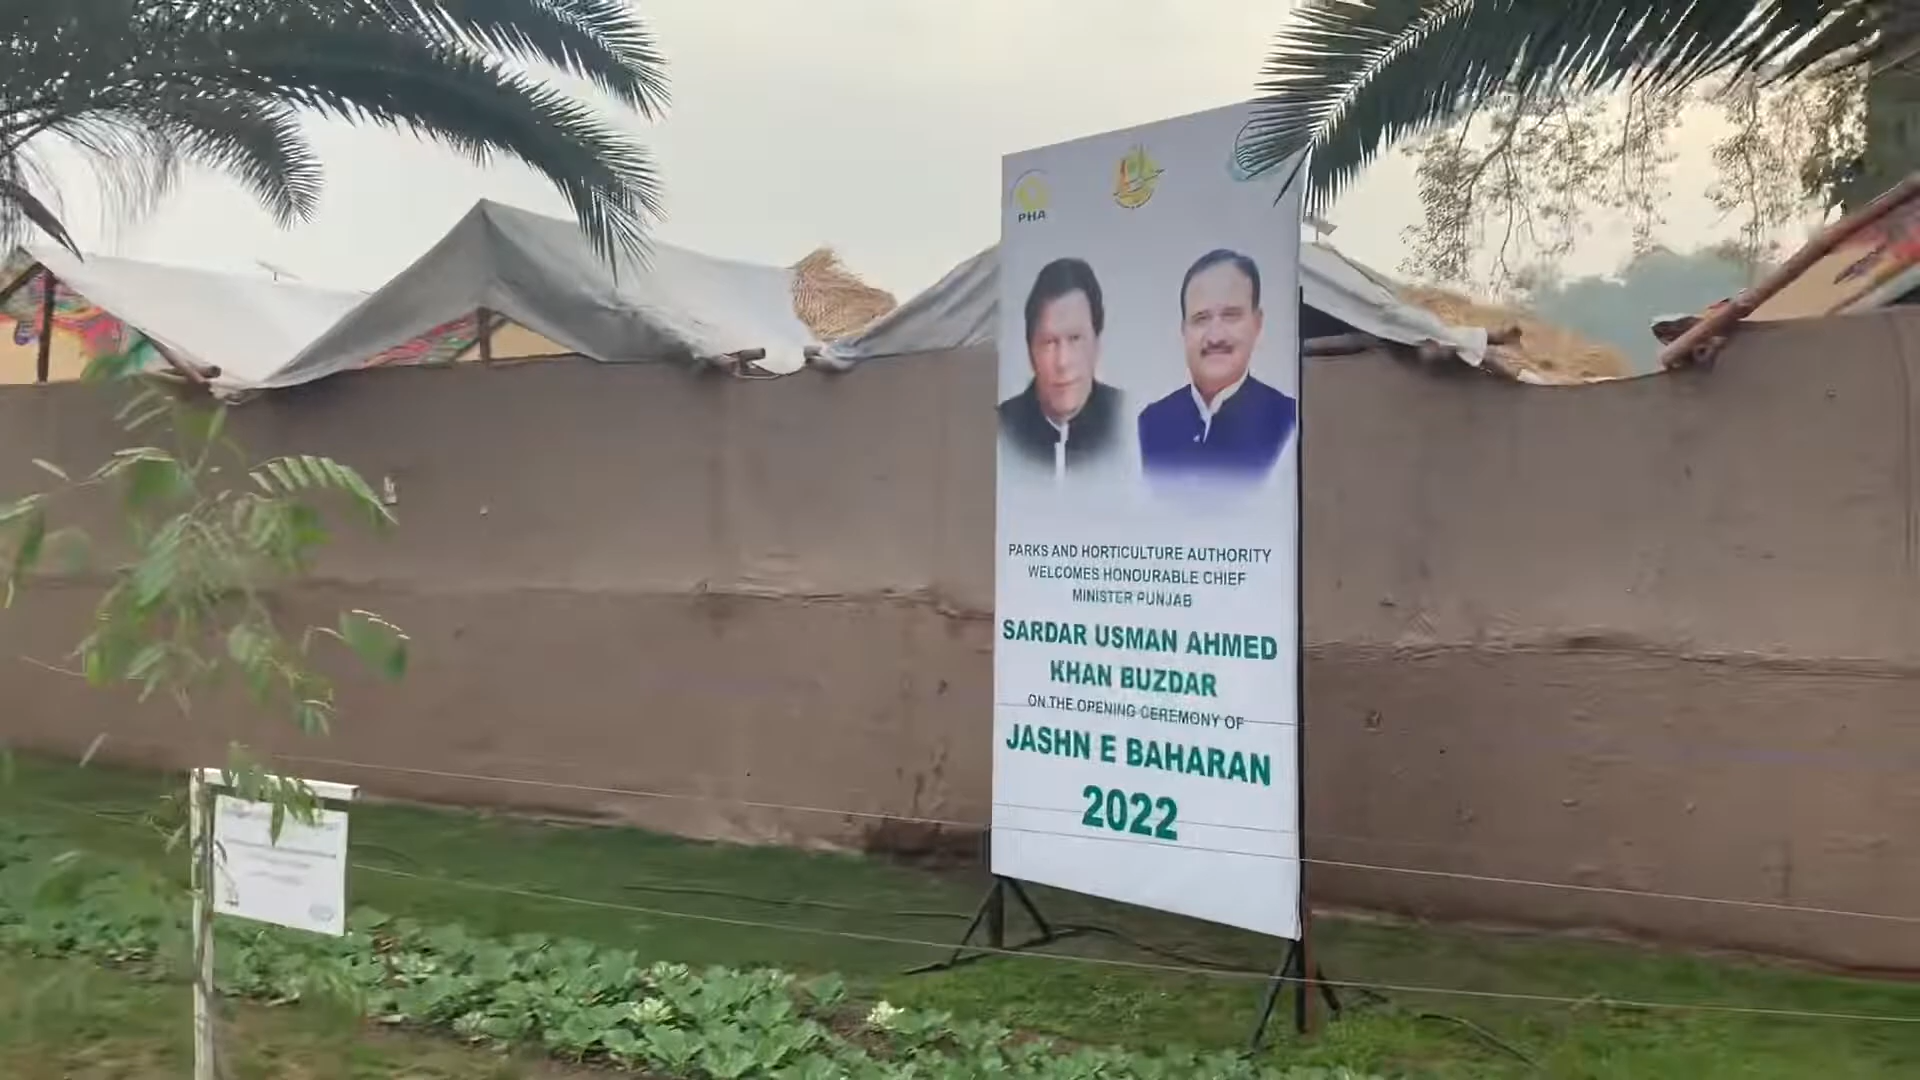 PHA
PARKS AND HORTICULTURE AUTHORITY
WELCOMES HONOURABLE CHIEF
MINISTER PUNJAB
SARDAR USMAN AHMED
KHAN BUZDAR
ON THE OPENING CEREMONY OF
JASHN E BAHARAN
2022